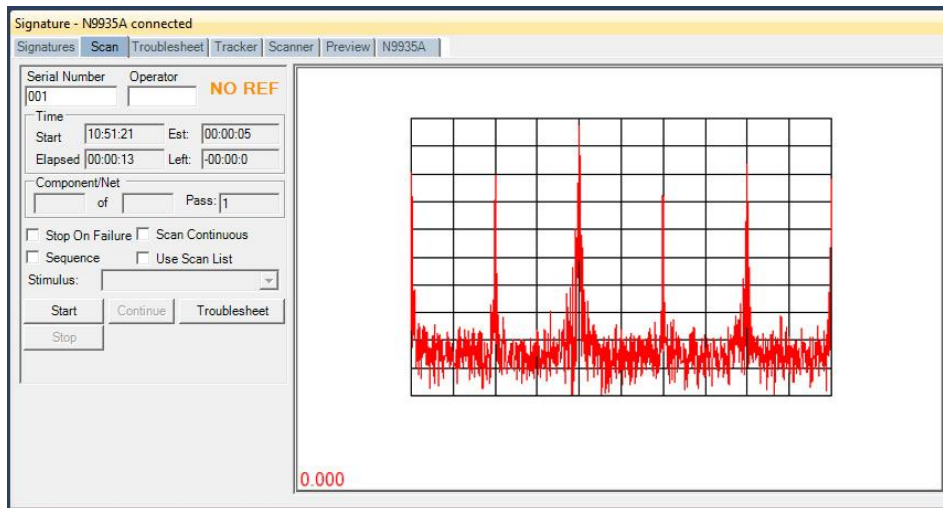 Signature - N9935A connected
Signatures Scan Troublesheet Tracker Scanner Preview N9935A
Serial Number Operator
001 NO REF
Time
Start 10:51:21 Est: 00:00:05
Elapsed 00:00:13 Left: -00:00:0
Component/Net
of Pass: 1
Stop On Failure Scan Continuous
Sequence Use Scan List
Stimulus:
Start Continue Troublesheet
Stop
0.000